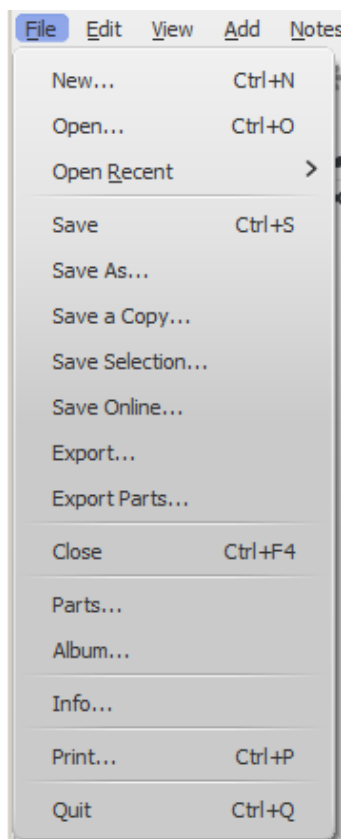 File Edit View Add Notes
New... Ctrl+N
Open... Ctrl+O
Open Recent
Save Ctrl+S
Save As...
Save a Copy...
Save Selection...
Save Online...
Export...
Export Parts...
Close Ctrl+F4
Parts...
Album...
Info...
Print... Ctrl+P
Quit Ctrl+Q